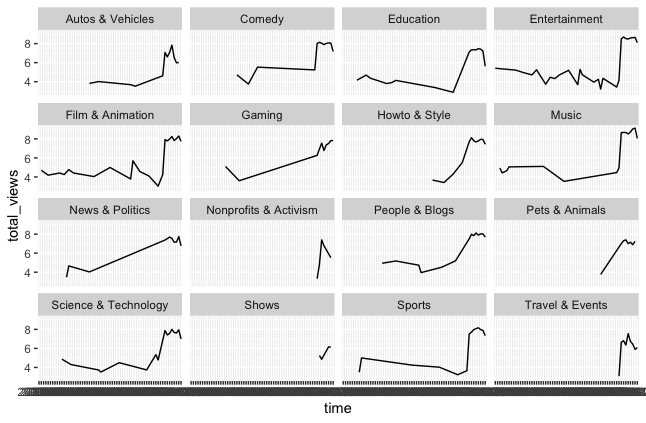 Autos & Vehicles Comedy Education Entertainment
8
6
4
Film & Animation Gaming Howto & Style Music
8
6
4
News & Politics Nonprofits & Activism People & Blogs Pets & Animals
8
6
4
Science & Technology Shows Sports Travel & Events
8
6
4
total_views
time